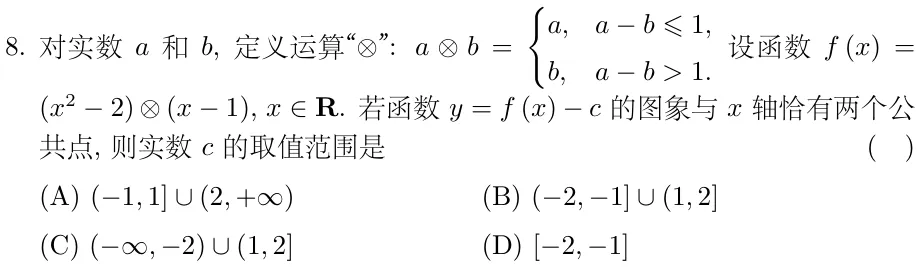 8. 对实数 a 和 b, 定义运算“⊗”: a ⊗ b = { a, a − b ⩽ 1, b, a − b > 1. 设函数 f (x) =
(x² − 2) ⊗ (x − 1), x ∈ R. 若函数 y = f (x) − c 的图象与 x 轴恰有两个公
共点, 则实数 c 的取值范围是 ( )
(A) (−1, 1] ∪ (2, +∞) (B) (−2, −1] ∪ (1, 2]
(C) (−∞, −2) ∪ (1, 2] (D) [−2, −1]